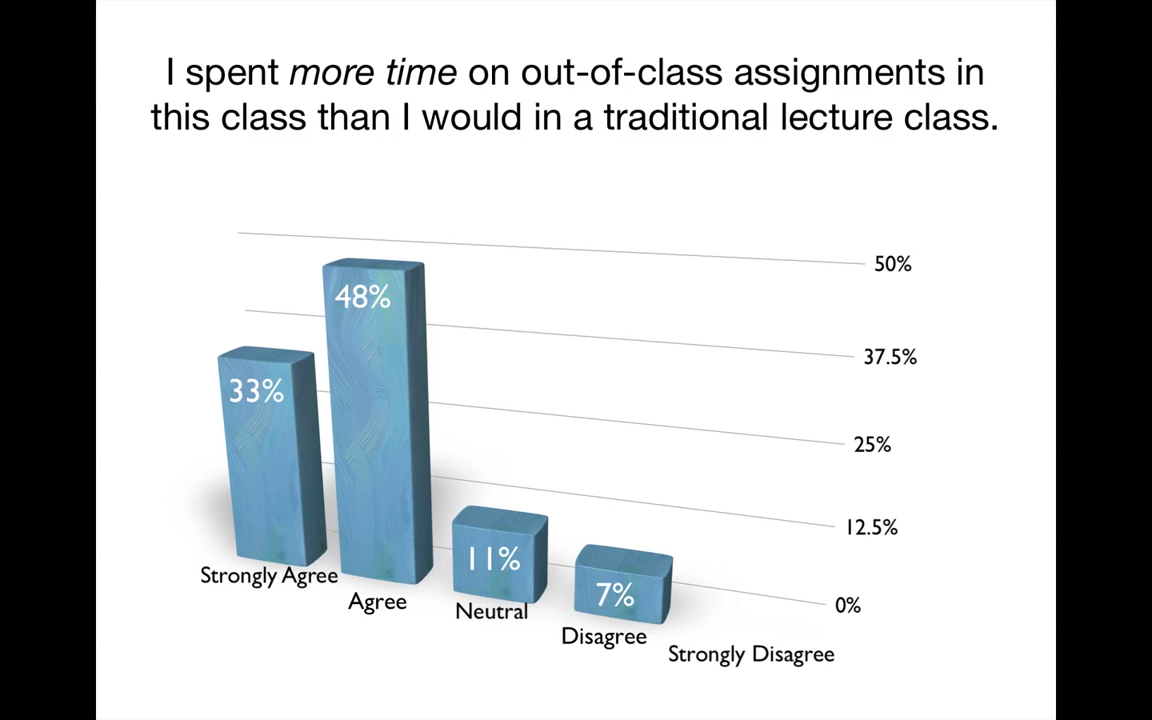 I spent more time on out-of-class assignments in
this class than I would in a traditional lecture class.
50%
48%
37.5%
33%
25%
12.5%
11%
7%
0%
Strongly Agree
Agree
Neutral
Disagree
Strongly Disagree